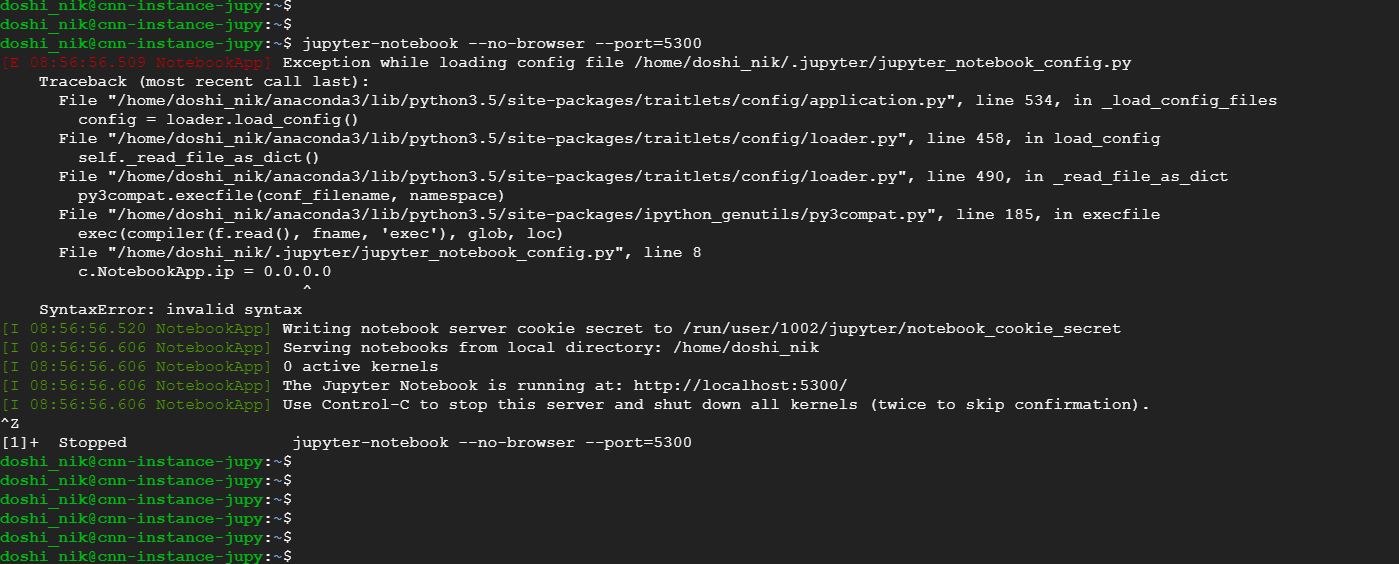 doshi_nik@cnn-instance-jupy:~$
doshi_nik@cnn-instance-jupy:~$
doshi_nik@cnn-instance-jupy:~$ jupyter-notebook --no-browser --port=5300
[E 08:56:56.509 NotebookApp] Exception while loading config file /home/doshi_nik/.jupyter/jupyter_notebook_config.py
    Traceback (most recent call last):
      File "/home/doshi_nik/anaconda3/lib/python3.5/site-packages/traitlets/config/application.py", line 534, in _load_config_files
        config = loader.load_config()
      File "/home/doshi_nik/anaconda3/lib/python3.5/site-packages/traitlets/config/loader.py", line 458, in load_config
        self._read_file_as_dict()
      File "/home/doshi_nik/anaconda3/lib/python3.5/site-packages/traitlets/config/loader.py", line 490, in _read_file_as_dict
        py3compat.execfile(conf_filename, namespace)
      File "/home/doshi_nik/anaconda3/lib/python3.5/site-packages/ipython_genutils/py3compat.py", line 185, in execfile
        exec(compiler(f.read(), fname, 'exec'), glob, loc)
      File "/home/doshi_nik/.jupyter/jupyter_notebook_config.py", line 8
        c.NotebookApp.ip = 0.0.0.0
                               ^
    SyntaxError: invalid syntax
[I 08:56:56.520 NotebookApp] Writing notebook server cookie secret to /run/user/1002/jupyter/notebook_cookie_secret
[I 08:56:56.606 NotebookApp] Serving notebooks from local directory: /home/doshi_nik
[I 08:56:56.606 NotebookApp] 0 active kernels
[I 08:56:56.606 NotebookApp] The Jupyter Notebook is running at: http://localhost:5300/
[I 08:56:56.606 NotebookApp] Use Control-C to stop this server and shut down all kernels (twice to skip confirmation).
^Z
[1]+  Stopped                 jupyter-notebook --no-browser --port=5300
doshi_nik@cnn-instance-jupy:~$
doshi_nik@cnn-instance-jupy:~$
doshi_nik@cnn-instance-jupy:~$
doshi_nik@cnn-instance-jupy:~$
doshi_nik@cnn-instance-jupy:~$
doshi_nik@cnn-instance-jupy:~$